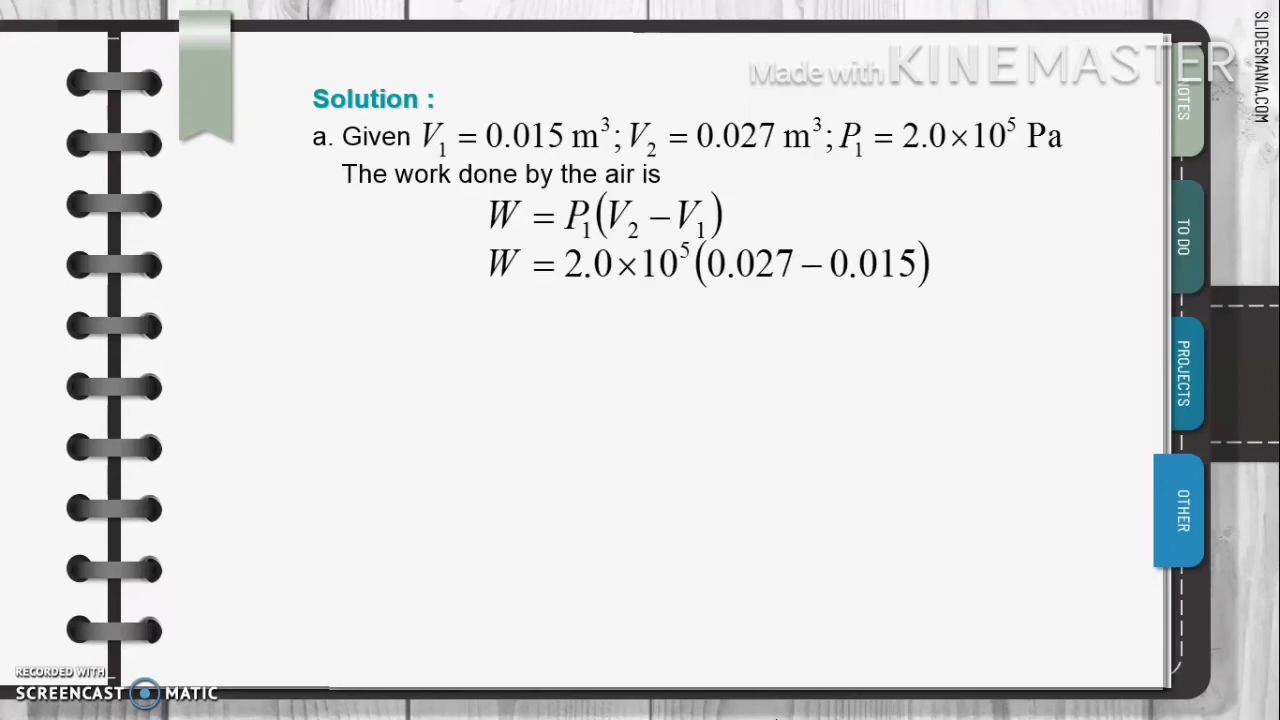 SLIDESMANIA.COM
Made with KINEMASTER
Solution :
a. Given V₁ = 0.015 m³; V₂ = 0.027 m³; P₁ = 2.0×10⁵ Pa
The work done by the air is
W = P₁(V₂ − V₁)
W = 2.0×10⁵(0.027 − 0.015)
NOTES
TO DO
PROJECTS
OTHER
RECORDED WITH
SCREENCAST MATIC